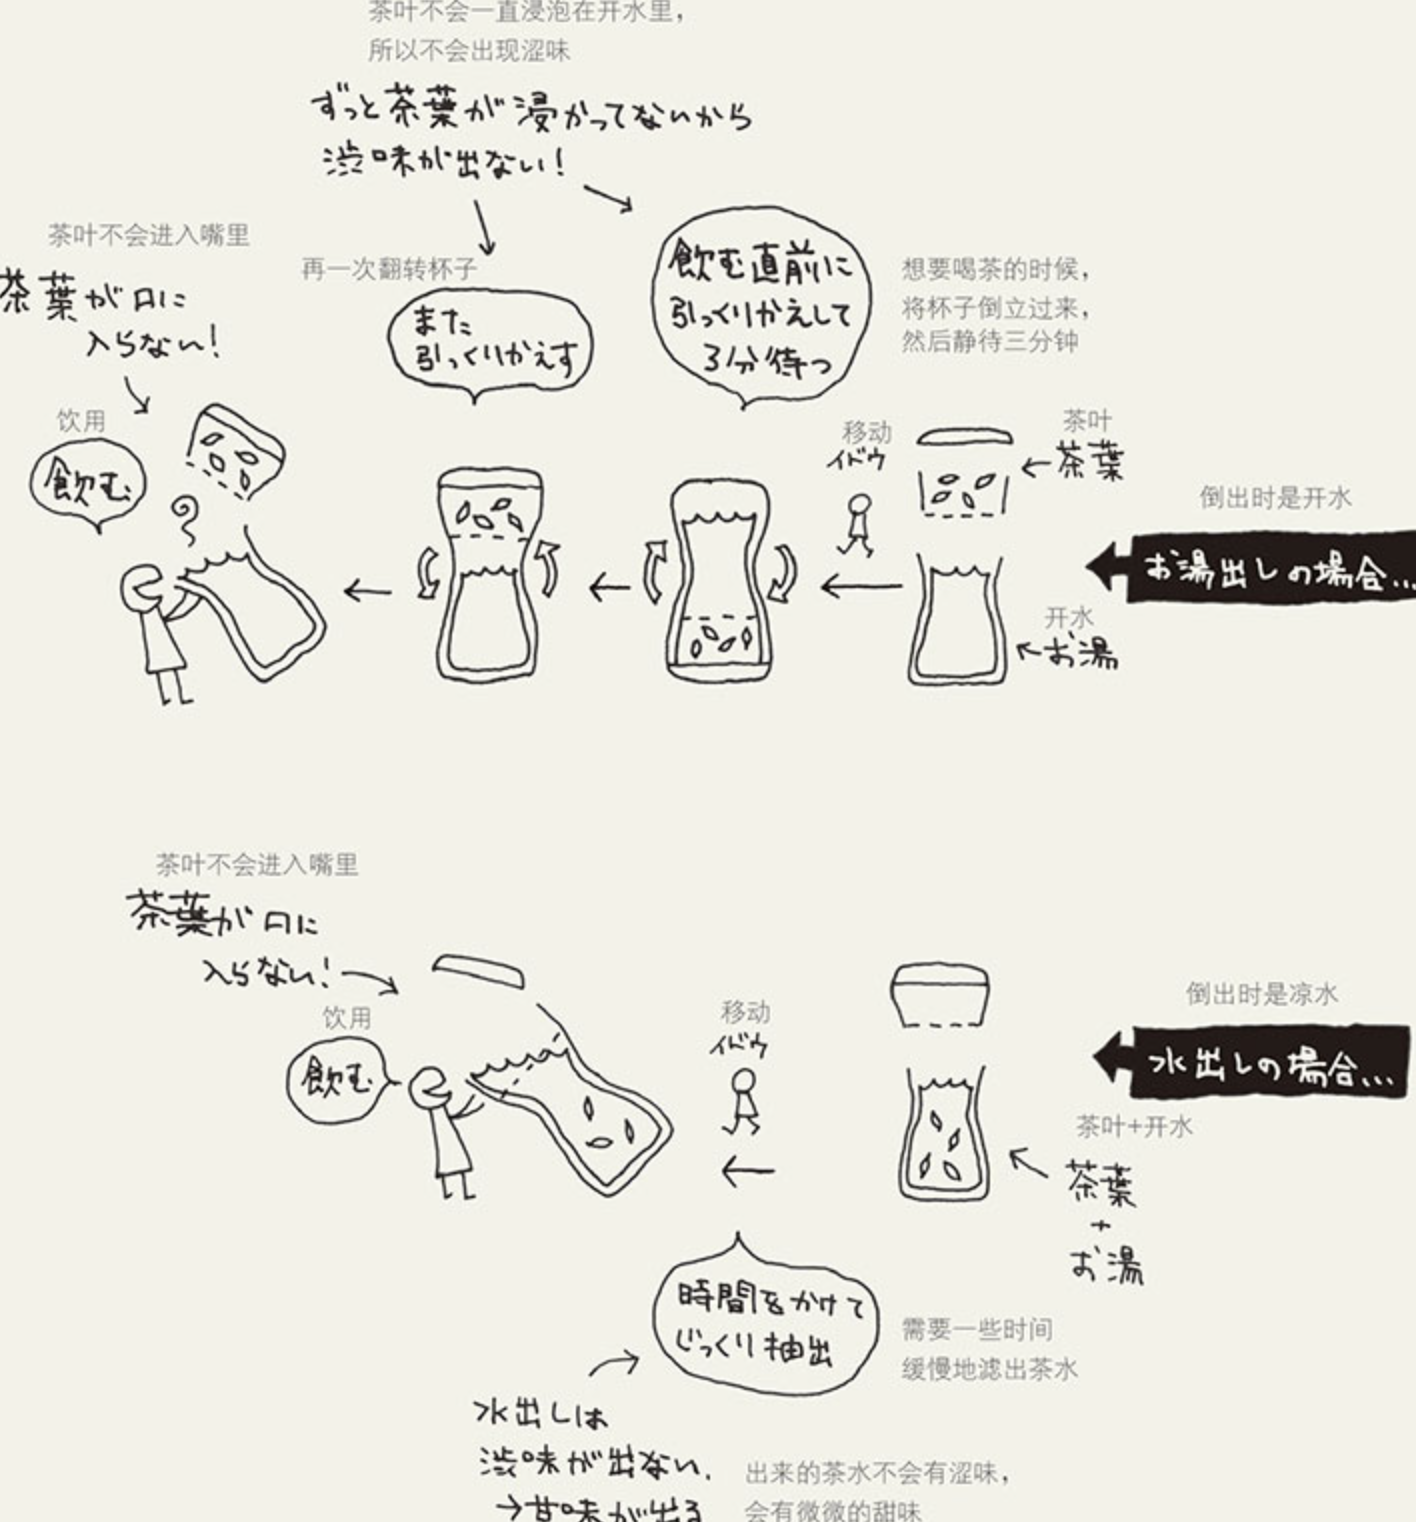 茶叶不会一直浸泡在开水里,
所以不会出现涩味
ずっと茶葉が浸かってないから
渋味が出ない!
茶叶不会进入嘴里
茶葉が口に
入らない!
再一次翻转杯子
また
引っくりかえす
飲む直前に
引っくりかえして
3分待つ
想要喝茶的时候,
将杯子倒立过来,
然后静待三分钟
饮用
飲む
移动
イドウ
茶叶
茶葉
倒出时是开水
お湯出しの場合...
开水
お湯
茶叶不会进入嘴里
茶葉が口に
入らない!
饮用
飲む
移动
イドウ
倒出时是凉水
水出しの場合...
茶叶+开水
茶葉
+
お湯
時間をかけて
じっくり抽出
需要一些时间
缓慢地滤出茶水
水出しは
渋味が出ない.
→甘味が出る
出来的茶水不会有涩味,
会有微微的甜味